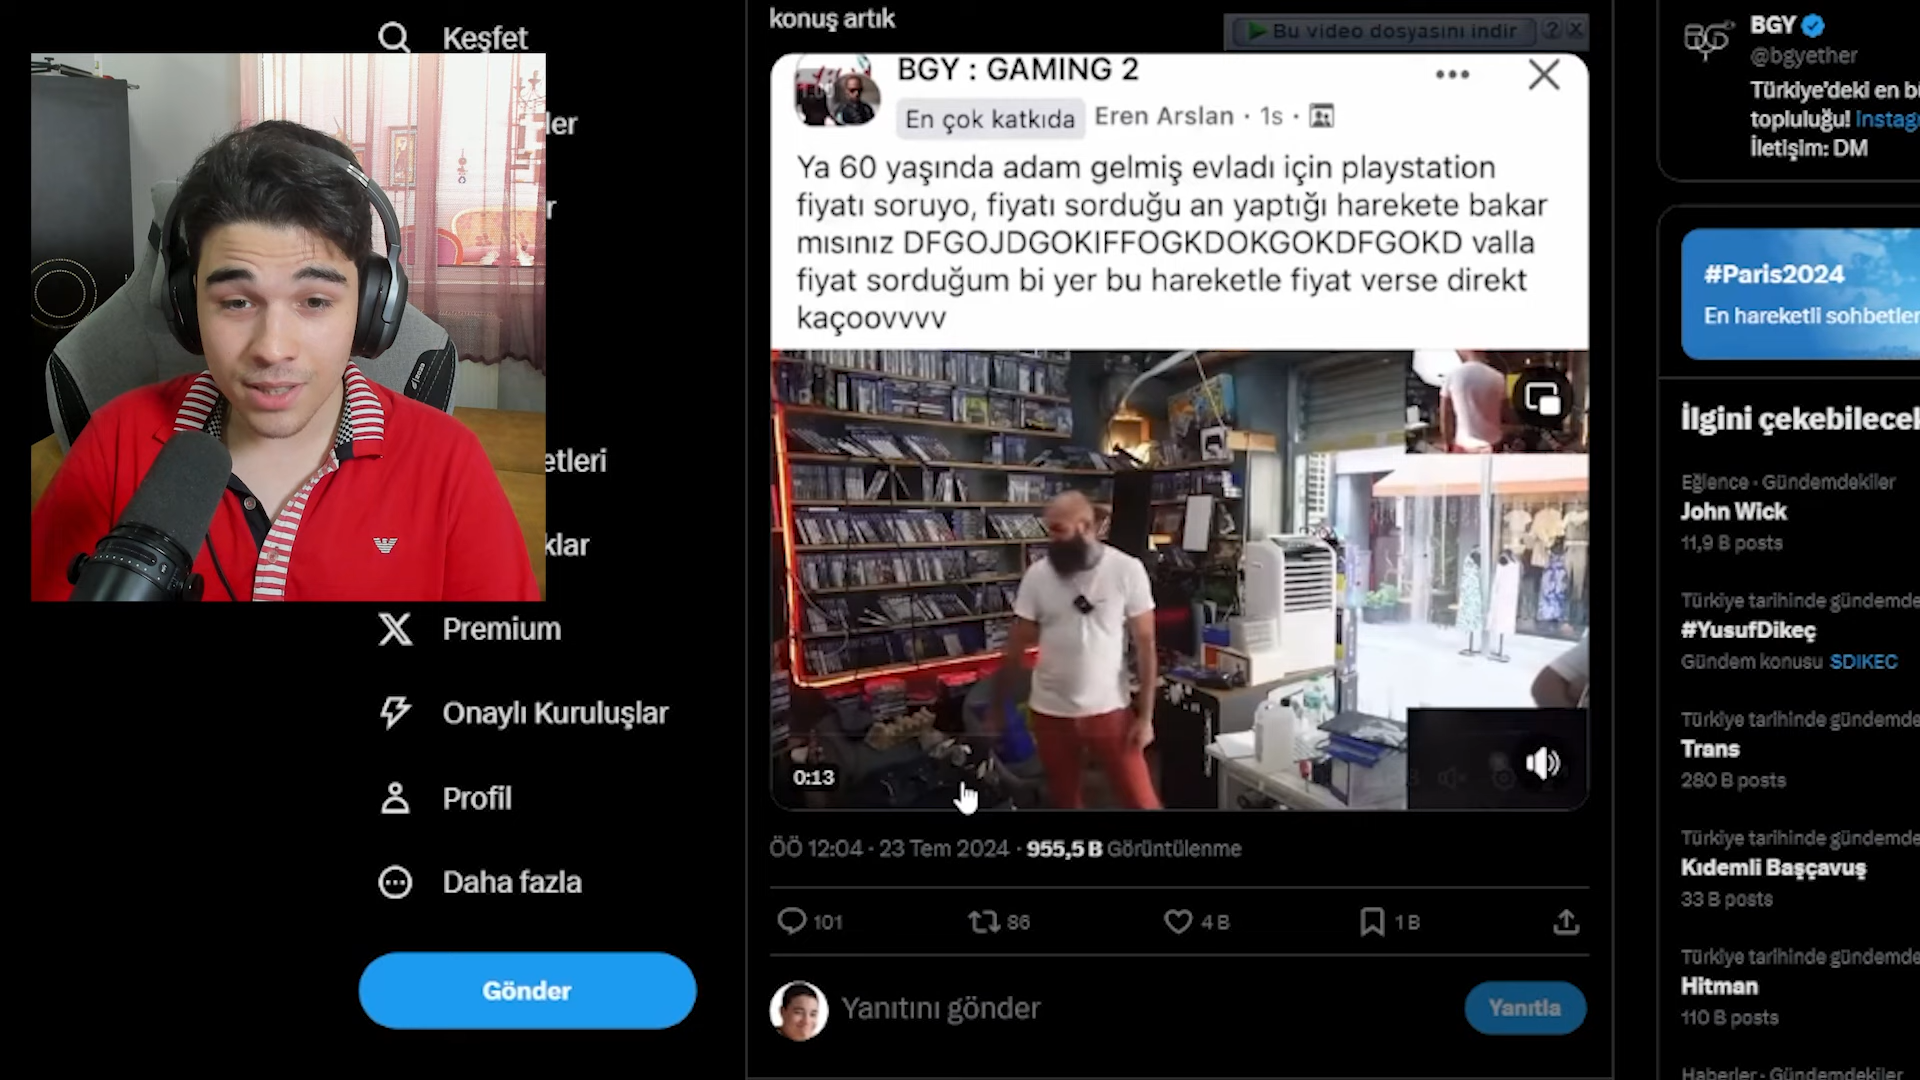 Keşfet
ler
r
etleri
klar
Premium
Onaylı Kuruluşlar
Profil
Daha fazla
Gönder
konuş artık
Bu video dosyasını indir
?
X
BGY : GAMING 2
En çok katkıda
Eren Arslan · 1s ·
Ya 60 yaşında adam gelmiş evladı için playstation
fiyatı soruyo, fiyatı sorduğu an yaptığı harekete bakar
mısınız DFGOJDGOKIFFOGKDOKGOKDFGOKD valla
fiyat sorduğum bi yer bu hareketle fiyat verse direkt
kaçoovvvv
0:13
ÖÖ 12:04 · 23 Tem 2024 · 955,5 B Görüntülenme
101
86
4 B
1 B
Yanıtını gönder
Yanıtla
BGY
@bgyether
Türkiye'deki en bü
topluluğu! Instag
İletişim: DM
#Paris2024
En hareketli sohbetler
İlgini çekebilecek
Eğlence · Gündemdekiler
John Wick
11,9 B posts
Türkiye tarihinde gündemde
#YusufDikeç
Gündem konusu SDIKEC
Türkiye tarihinde gündemde
Trans
280 B posts
Türkiye tarihinde gündemde
Kıdemli Başçavuş
33 B posts
Türkiye tarihinde gündemde
Hitman
110 B posts
Haberler · Gündemdekiler